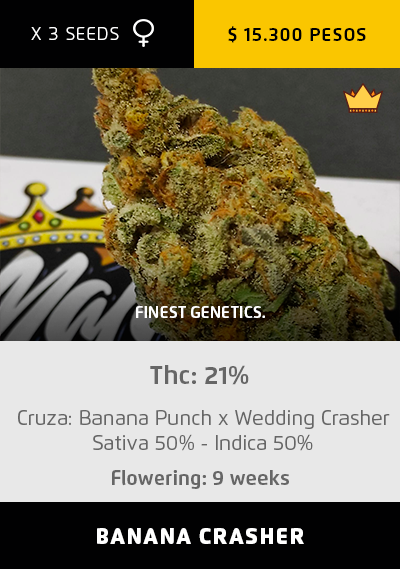 X 3 SEEDS
$ 15.300 PESOS
FINEST GENETICS.
Thc: 21%
Cruza: Banana Punch x Wedding Crasher
Sativa 50% - Indica 50%
Flowering: 9 weeks
BANANA CRASHER